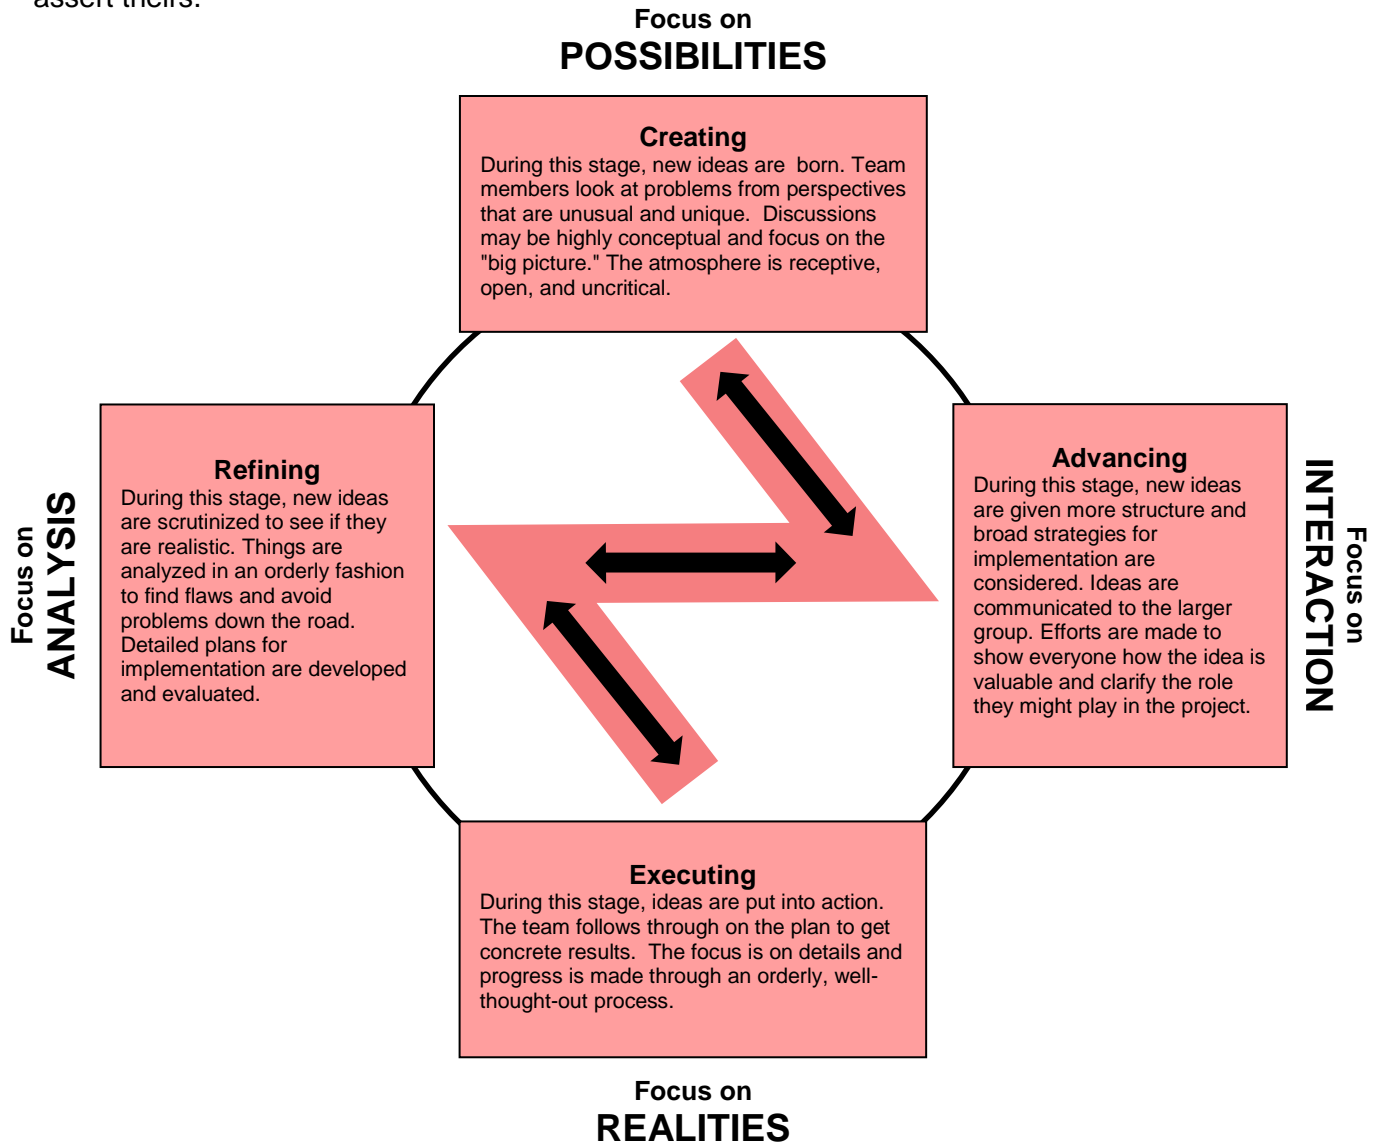 assert theirs.
Focus on
POSSIBILITIES
Creating
During this stage, new ideas are  born. Team
members look at problems from perspectives
that are unusual and unique.  Discussions
may be highly conceptual and focus on the
"big picture." The atmosphere is receptive,
open, and uncritical.
Focus on
ANALYSIS
Refining
During this stage, new ideas
are scrutinized to see if they
are realistic. Things are
analyzed in an orderly fashion
to find flaws and avoid
problems down the road.
Detailed plans for
implementation are developed
and evaluated.
Advancing
During this stage, new ideas
are given more structure and
broad strategies for
implementation are
considered. Ideas are
communicated to the larger
group. Efforts are made to
show everyone how the idea is
valuable and clarify the role
they might play in the project.
Focus on
INTERACTION
Executing
During this stage, ideas are put into action.
The team follows through on the plan to get
concrete results.  The focus is on details and
progress is made through an orderly, well-
thought-out process.
Focus on
REALITIES